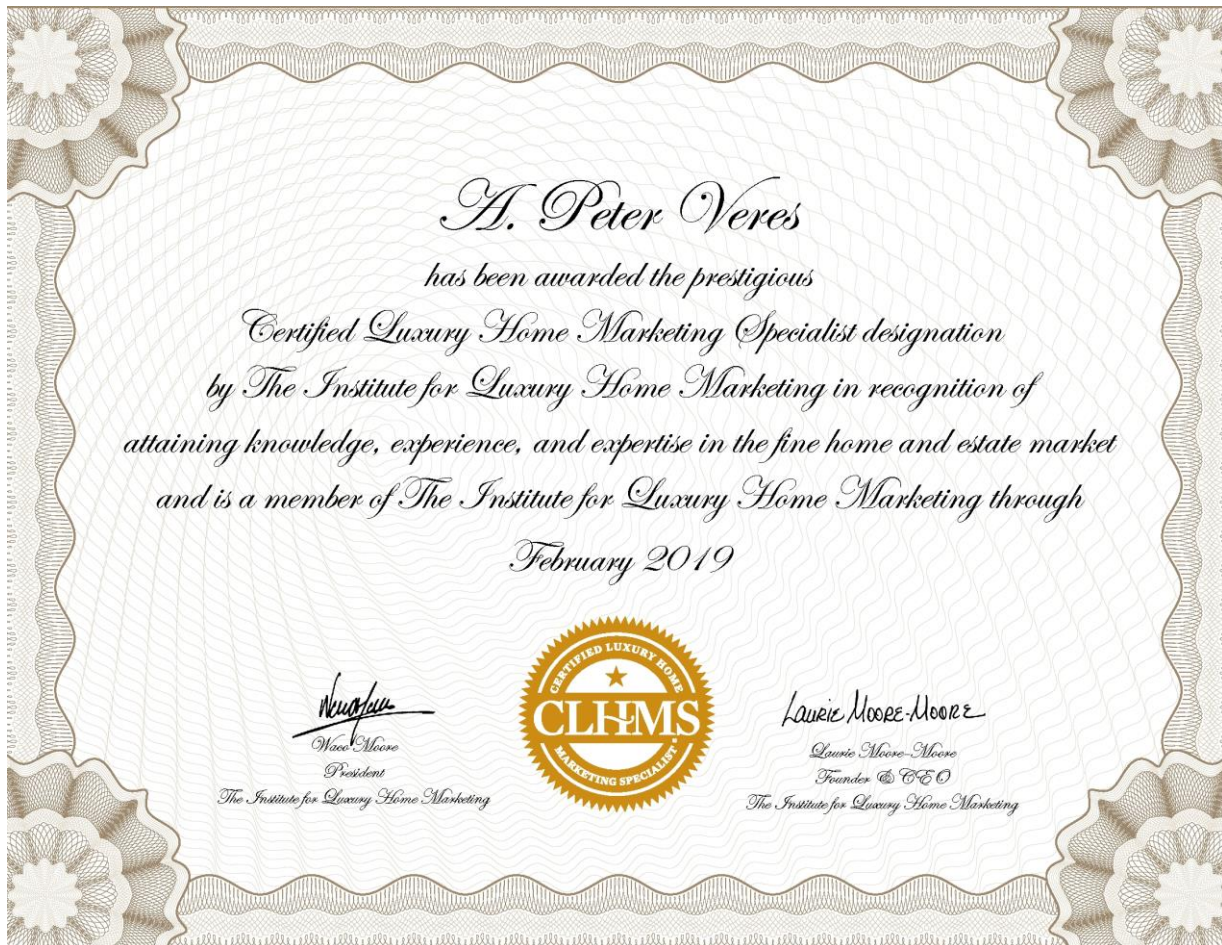 A. Peter Veres
has been awarded the prestigious
Certified Luxury Home Marketing Specialist designation
by The Institute for Luxury Home Marketing in recognition of
attaining knowledge, experience, and expertise in the fine home and estate market
and is a member of The Institute for Luxury Home Marketing through
February 2019
CERTIFIED LUXURY HOME
CLHMS
MARKETING SPECIALIST®
Waco Moore
President
The Institute for Luxury Home Marketing
Laurie Moore-Moore
Laurie Moore-Moore
Founder & CEO
The Institute for Luxury Home Marketing